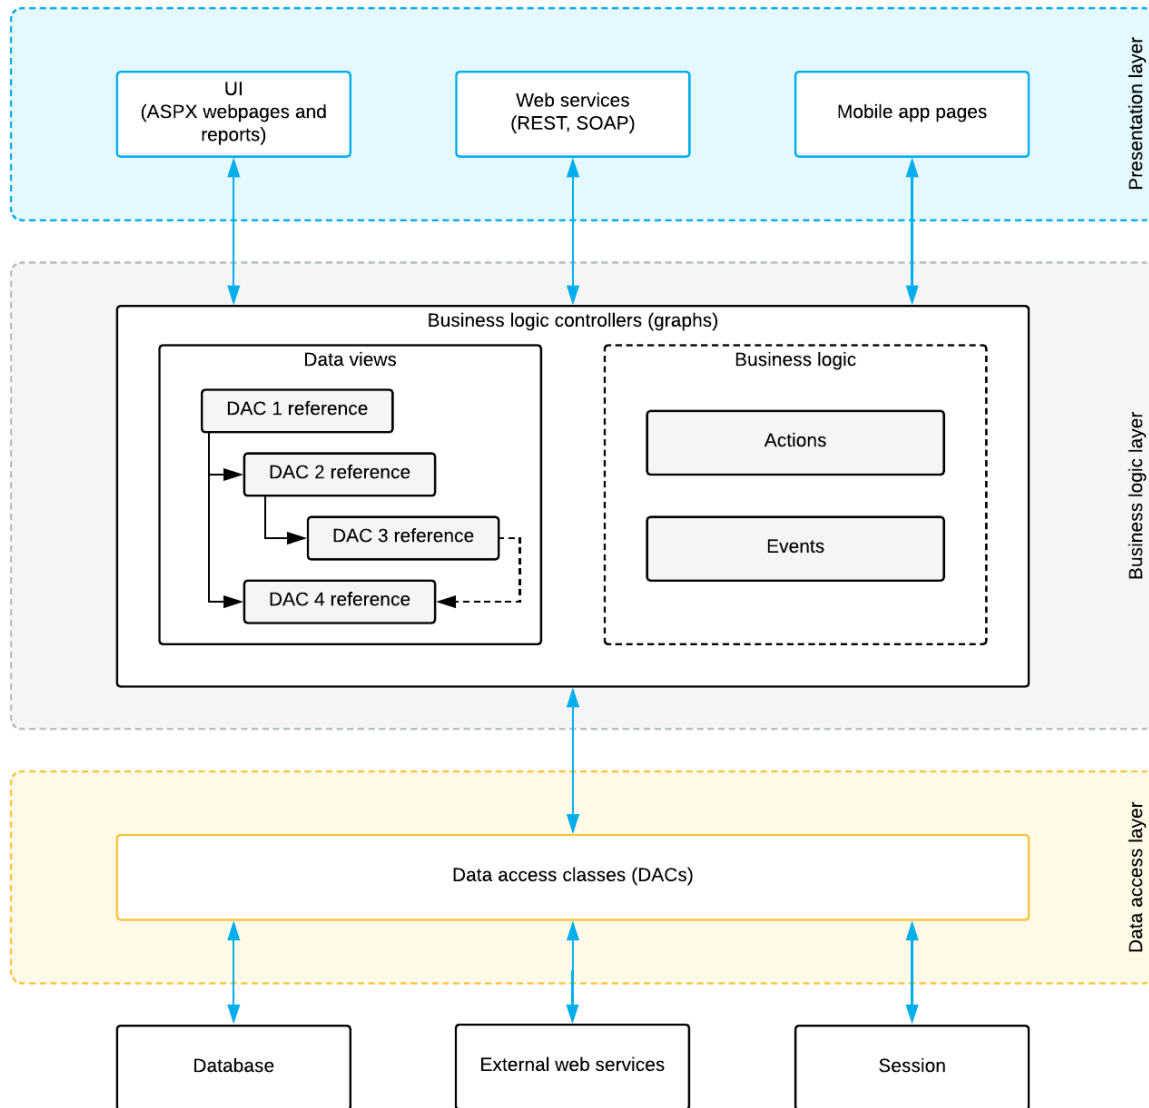 Presentation layer
UI
(ASPX webpages and
reports)
Web services
(REST, SOAP)
Mobile app pages
Business logic layer
Business logic controllers (graphs)
Data views
DAC 1 reference
DAC 2 reference
DAC 3 reference
DAC 4 reference
Business logic
Actions
Events
Data access layer
Data access classes (DACs)
Database
External web services
Session